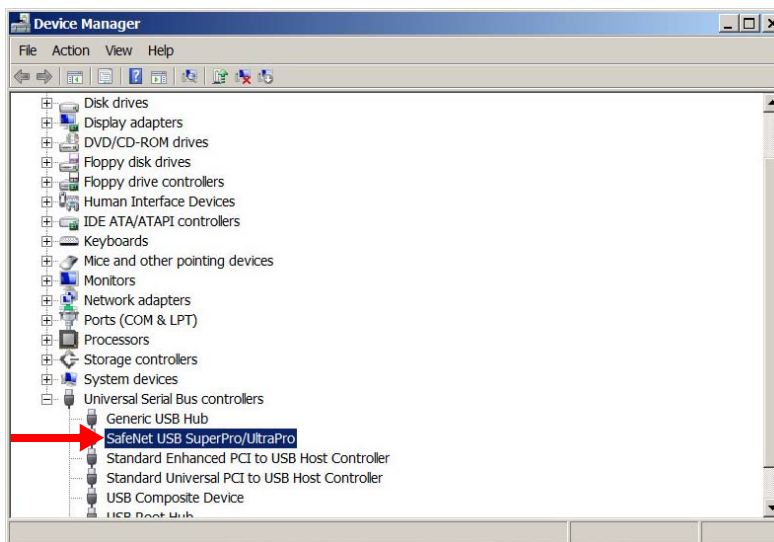 Device Manager
File Action View Help
Disk drives
Display adapters
DVD/CD-ROM drives
Floppy disk drives
Floppy drive controllers
Human Interface Devices
IDE ATA/ATAPI controllers
Keyboards
Mice and other pointing devices
Monitors
Network adapters
Ports (COM & LPT)
Processors
Storage controllers
System devices
Universal Serial Bus controllers
Generic USB Hub
SafeNet USB SuperPro/UltraPro
Standard Enhanced PCI to USB Host Controller
Standard Universal PCI to USB Host Controller
USB Composite Device
USB Root Hub